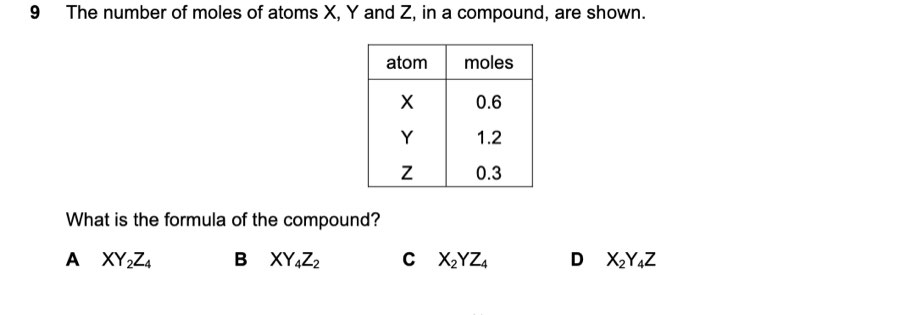 9 The number of moles of atoms X, Y and Z, in a compound, are shown.
atom moles
X 0.6
Y 1.2
Z 0.3
What is the formula of the compound?
A XY₂Z₄ B XY₄Z₂ C X₂YZ₄ D X₂Y₄Z